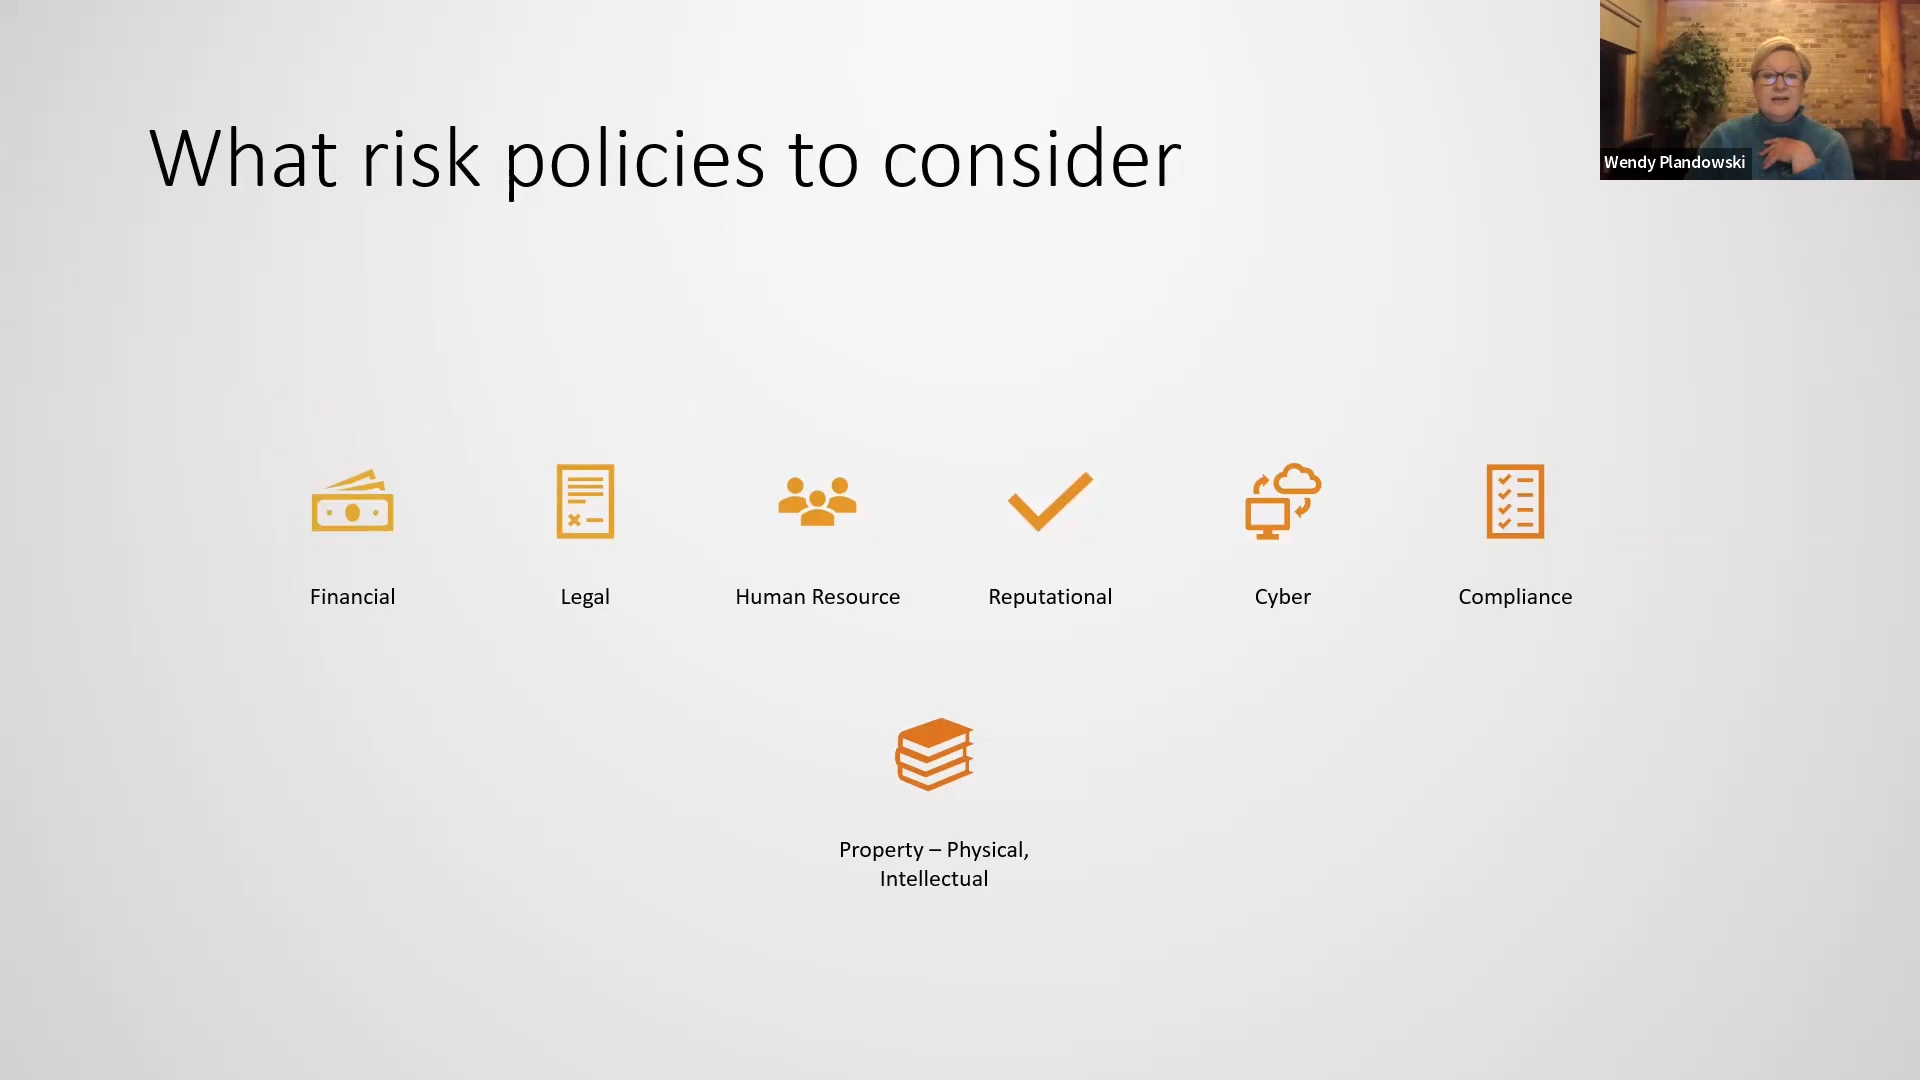 What risk policies to consider
Wendy Plandowski
Financial
Legal
Human Resource
Reputational
Cyber
Compliance
Property – Physical,
Intellectual